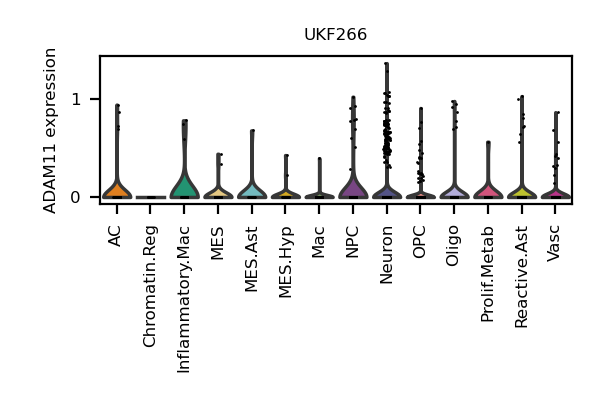 UKF266
ADAM11 expression
1
0
AC
Chromatin.Reg
Inflammatory.Mac
MES
MES.Ast
MES.Hyp
Mac
NPC
Neuron
OPC
Oligo
Prolif.Metab
Reactive.Ast
Vasc